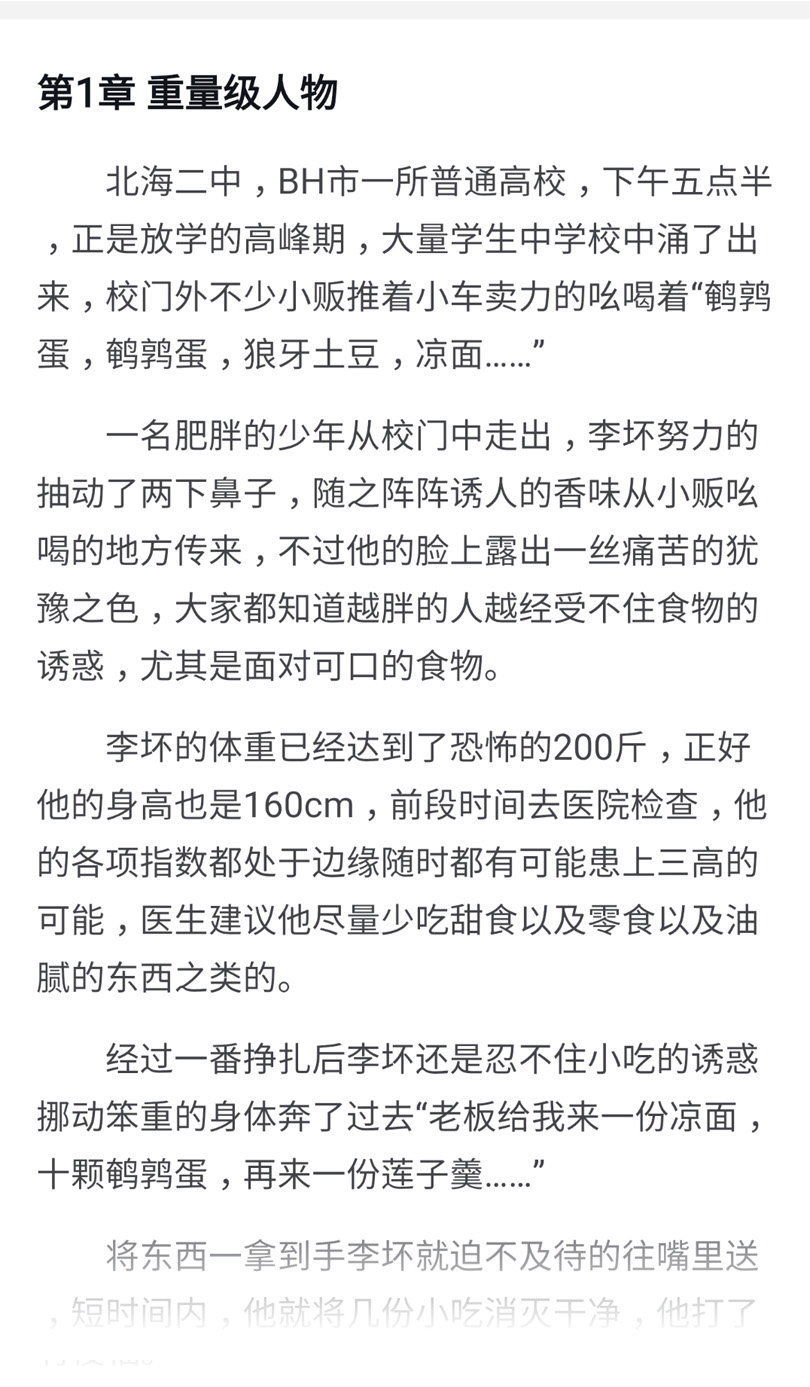 第1章 重量级人物
北海二中，BH市一所普通高校，下午五点半
，正是放学的高峰期，大量学生中学校中涌了出
来，校门外不少小贩推着小车卖力的吆喝着“鹌鹑
蛋，鹌鹑蛋，狼牙土豆，凉面……”
一名肥胖的少年从校门中走出，李坏努力的
抽动了两下鼻子，随之阵阵诱人的香味从小贩吆
喝的地方传来，不过他的脸上露出一丝痛苦的犹
豫之色，大家都知道越胖的人越经受不住食物的
诱惑，尤其是面对可口的食物。
李坏的体重已经达到了恐怖的200斤，正好
他的身高也是160cm，前段时间去医院检查，他
的各项指数都处于边缘随时都有可能患上三高的
可能，医生建议他尽量少吃甜食以及零食以及油
腻的东西之类的。
经过一番挣扎后李坏还是忍不住小吃的诱惑
挪动笨重的身体奔了过去“老板给我来一份凉面，
十颗鹌鹑蛋，再来一份莲子羹……”
将东西一拿到手李坏就迫不及待的往嘴里送
，短时间内，他就将几份小吃消灭干净，他打了